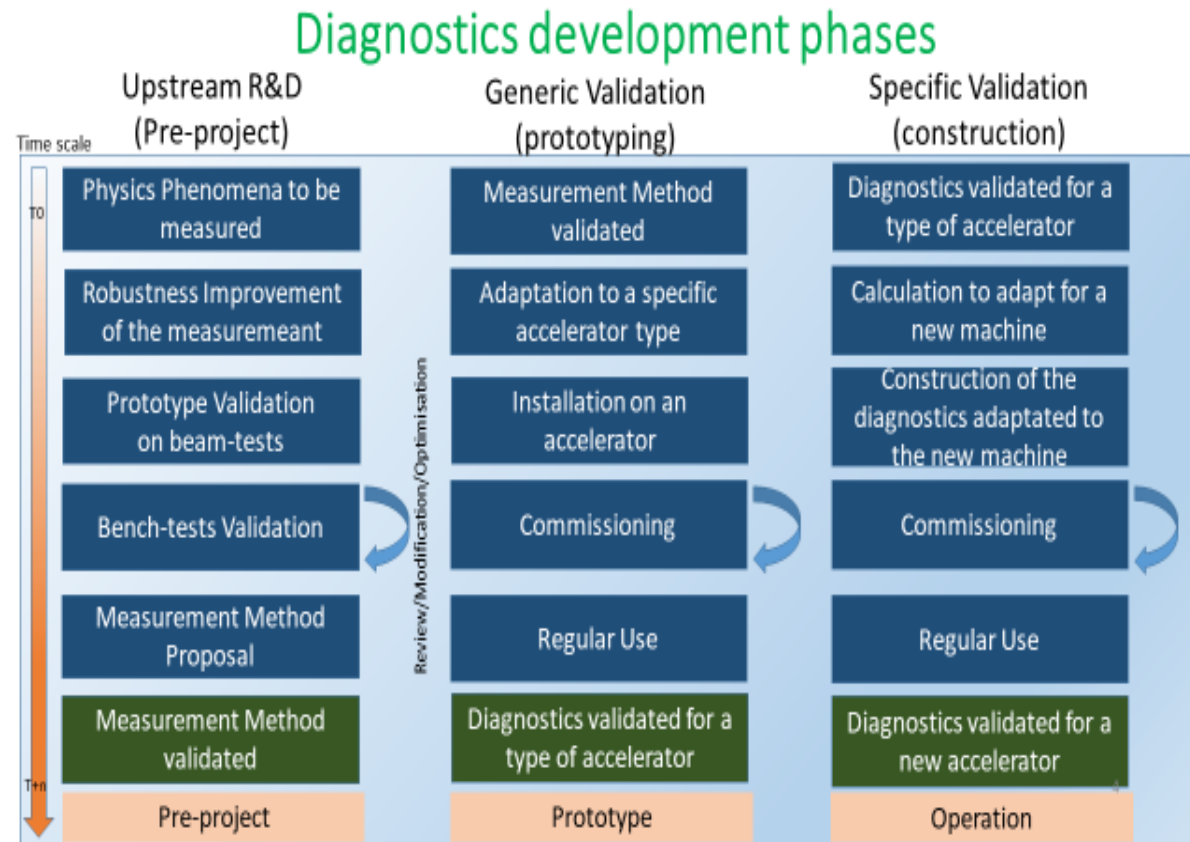 Diagnostics development phases
Upstream R&D
(Pre-project)
Generic Validation
(prototyping)
Specific Validation
(construction)
Time scale
T0
T+n
Physics Phenomena to be
measured
Robustness Improvement
of the measuremeant
Prototype Validation
on beam-tests
Bench-tests Validation
Measurement Method
Proposal
Measurement Method
validated
Pre-project
Review/Modification/Optimisation
Measurement Method
validated
Adaptation to a specific
accelerator type
Installation on an
accelerator
Commissioning
Regular Use
Diagnostics validated for a
type of accelerator
Prototype
Diagnostics validated for a
type of accelerator
Calculation to adapt for a
new machine
Construction of the
diagnostics adaptated to
the new machine
Commissioning
Regular Use
Diagnostics validated for a
new accelerator
4
Operation